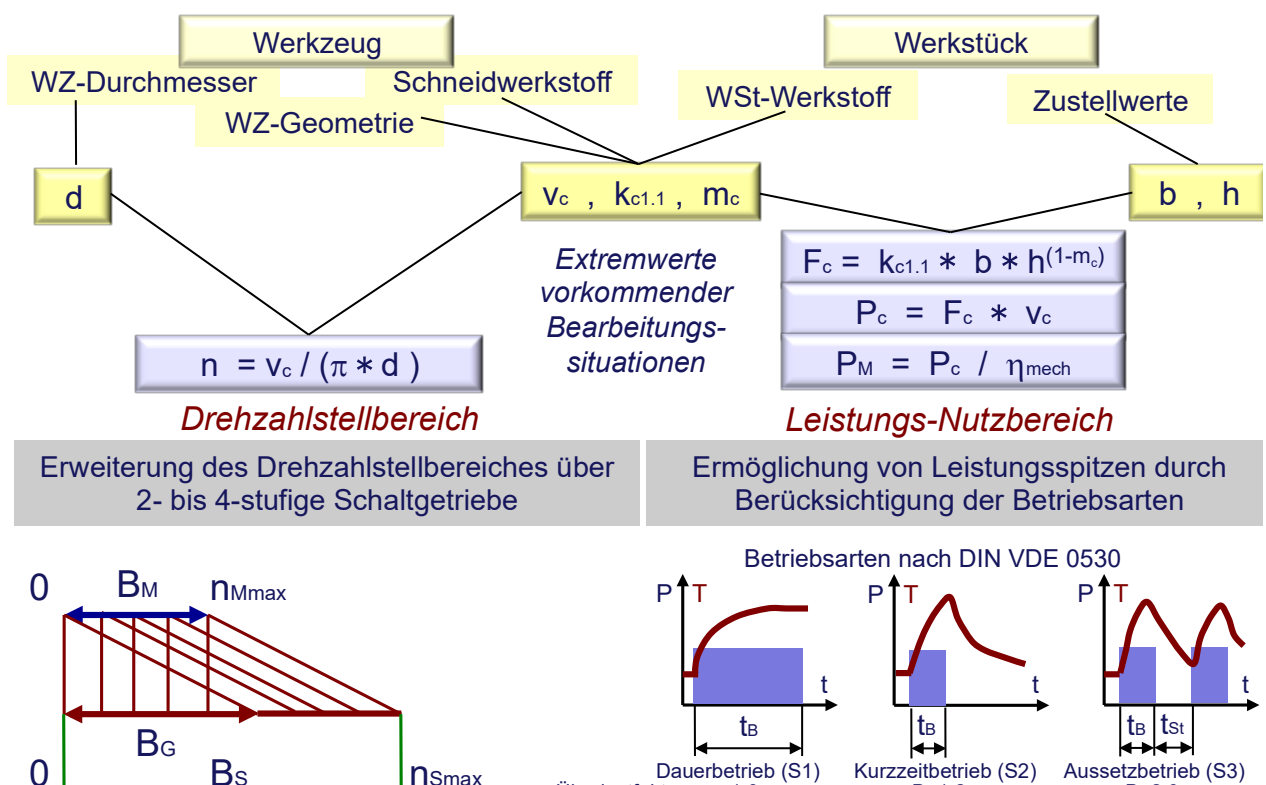 Werkzeug
Werkstück
WZ-Durchmesser
Schneidwerkstoff
WZ-Geometrie
WSt-Werkstoff
Zustellwerte
d
vc , kc1.1 , mc
b , h
Extremwerte
vorkommender
Bearbeitungs-
situationen
Fc = kc1.1 * b * h(1-mc)
Pc = Fc * vc
PM = Pc / ηmech
n = vc / (π * d )
Drehzahlstellbereich
Leistungs-Nutzbereich
Erweiterung des Drehzahlstellbereiches über
2- bis 4-stufige Schaltgetriebe
Ermöglichung von Leistungsspitzen durch
Berücksichtigung der Betriebsarten
0 BM nMmax
BG
0 BS nSmax
Betriebsarten nach DIN VDE 0530
P T t tB
P T t tB
P T t tB tSt
Dauerbetrieb (S1)
Kurzzeitbetrieb (S2)
Aussetzbetrieb (S3)